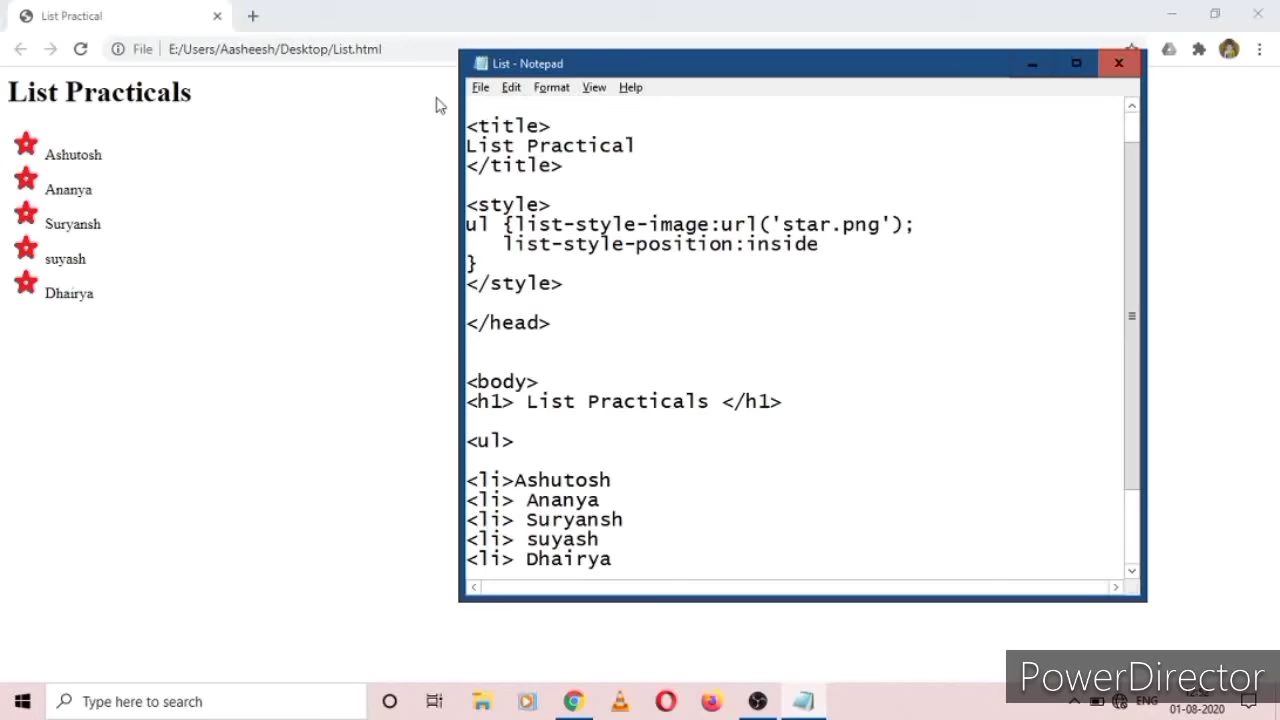 List Practical
File
E:/Users/Aasheesh/Desktop/List.html
List Practicals
Ashutosh
Ananya
Suryansh
suyash
Dhairya
List - Notepad
File Edit Format View Help
<title>
List Practical
</title>
<style>
ul {list-style-image:url('star.png');
list-style-position:inside
}
</style>
</head>
<body>
<h1> List Practicals </h1>
<ul>
<li>Ashutosh
<li> Ananya
<li> Suryansh
<li> suyash
<li> Dhairya
PowerDirector
Type here to search
ENG
01-08-2020